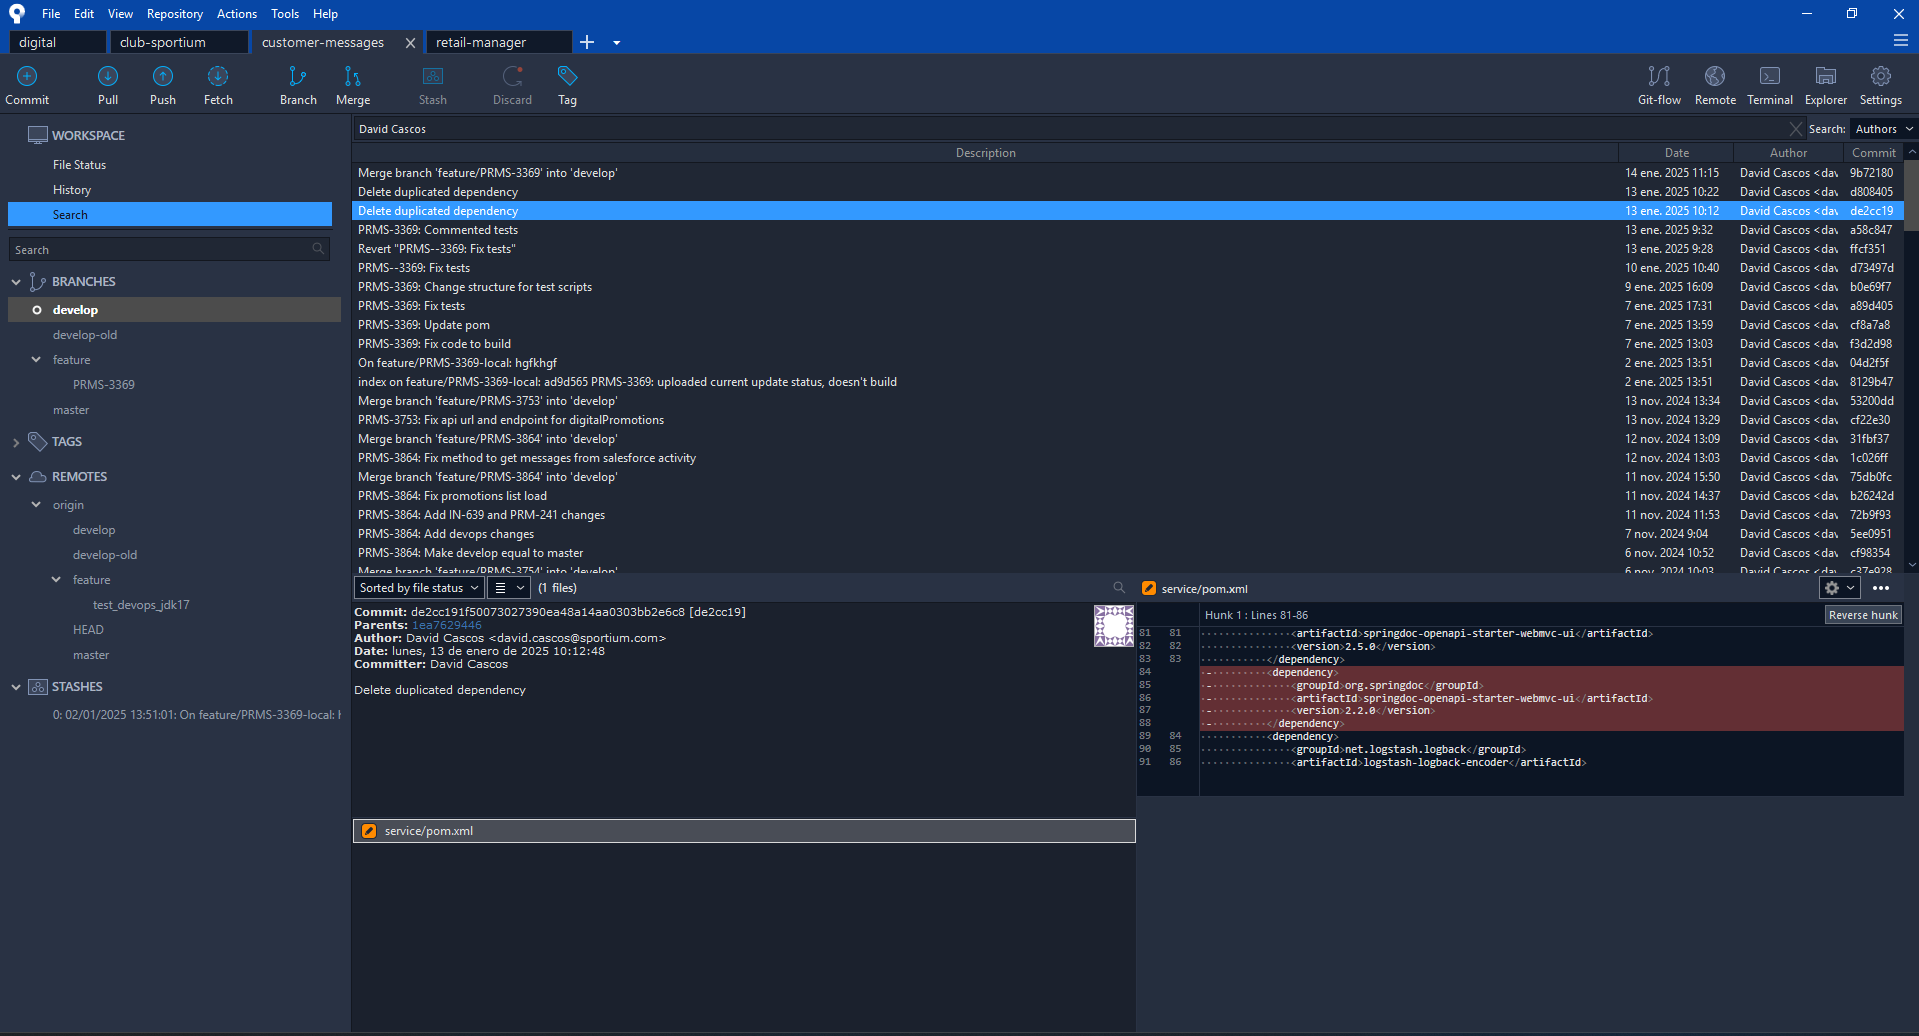 File Edit View Repository Actions Tools Help
digital club-sportium customer-messages retail-manager
Commit Pull Push Fetch Branch Merge Stash Discard Tag Git-flow Remote Terminal Explorer Settings
WORKSPACE
File Status
History
Search
Search
BRANCHES
develop
develop-old
feature
PRMS-3369
master
TAGS
REMOTES
origin
develop
develop-old
feature
test_devops_jdk17
HEAD
master
STASHES
0: 02/01/2025 13:51:01: On feature/PRMS-3369-local: h
David Cascos Search: Authors
Description Date Author Commit
Merge branch 'feature/PRMS-3369' into 'develop' 14 ene. 2025 11:15 David Cascos <dav 9b72180
Delete duplicated dependency 13 ene. 2025 10:22 David Cascos <dav d808405
Delete duplicated dependency 13 ene. 2025 10:12 David Cascos <dav de2cc19
PRMS-3369: Commented tests 13 ene. 2025 9:32 David Cascos <dav a58c847
Revert "PRMS--3369: Fix tests" 13 ene. 2025 9:28 David Cascos <dav ffcf351
PRMS--3369: Fix tests 10 ene. 2025 10:40 David Cascos <dav d73497d
PRMS-3369: Change structure for test scripts 9 ene. 2025 16:09 David Cascos <dav b0e69f7
PRMS-3369: Fix tests 7 ene. 2025 17:31 David Cascos <dav a89d405
PRMS-3369: Update pom 7 ene. 2025 13:59 David Cascos <dav cf8a7a8
PRMS-3369: Fix code to build 7 ene. 2025 13:03 David Cascos <dav f3d2d98
On feature/PRMS-3369-local: hgfkhgf 2 ene. 2025 13:51 David Cascos <dav 04d2f5f
index on feature/PRMS-3369-local: ad9d565 PRMS-3369: uploaded current update status, doesn't build 2 ene. 2025 13:51 David Cascos <dav 8129b47
Merge branch 'feature/PRMS-3753' into 'develop' 13 nov. 2024 13:34 David Cascos <dav 53200dd
PRMS-3753: Fix api url and endpoint for digitalPromotions 13 nov. 2024 13:29 David Cascos <dav cf22e30
Merge branch 'feature/PRMS-3864' into 'develop' 12 nov. 2024 13:09 David Cascos <dav 31fbf37
PRMS-3864: Fix method to get messages from salesforce activity 12 nov. 2024 13:03 David Cascos <dav 1c026ff
Merge branch 'feature/PRMS-3864' into 'develop' 11 nov. 2024 15:50 David Cascos <dav 75db0fc
PRMS-3864: Fix promotions list load 11 nov. 2024 14:37 David Cascos <dav b26242d
PRMS-3864: Add IN-639 and PRM-241 changes 11 nov. 2024 11:53 David Cascos <dav 72b9f93
PRMS-3864: Add devops changes 7 nov. 2024 9:04 David Cascos <dav 5ee0951
PRMS-3864: Make develop equal to master 6 nov. 2024 10:52 David Cascos <dav cf98354
Merge branch 'feature/PRMS-3754' into 'develop' 6 nov. 2024 10:03 David Cascos <dav c37e928
Sorted by file status (1 files)
Commit: de2cc191f50073027390ea48a14aa0303bb2e6c8 [de2cc19]
Parents: 1ea7629446
Author: David Cascos <david.cascos@sportium.com>
Date: lunes, 13 de enero de 2025 10:12:48
Committer: David Cascos
Delete duplicated dependency
service/pom.xml
service/pom.xml
Hunk 1 : Lines 81-86 Reverse hunk
81 81 <artifactId>springdoc-openapi-starter-webmvc-ui</artifactId>
82 82 <version>2.5.0</version>
83 83 </dependency>
84 - <dependency>
85 - <groupId>org.springdoc</groupId>
86 - <artifactId>springdoc-openapi-starter-webmvc-ui</artifactId>
87 - <version>2.2.0</version>
88 - </dependency>
89 84 <dependency>
90 85 <groupId>net.logstash.logback</groupId>
91 86 <artifactId>logstash-logback-encoder</artifactId>